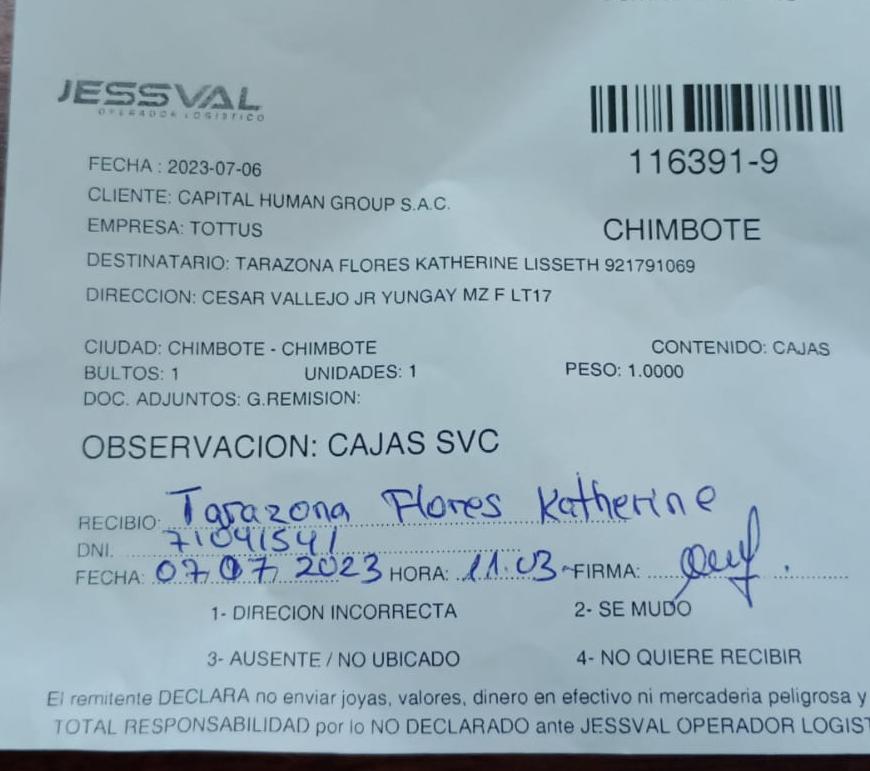 JESSVAL
OPERADOR LOGISTICO
116391-9
FECHA : 2023-07-06
CLIENTE: CAPITAL HUMAN GROUP S.A.C.
EMPRESA: TOTTUS
CHIMBOTE
DESTINATARIO: TARAZONA FLORES KATHERINE LISSETH 921791069
DIRECCION: CESAR VALLEJO JR YUNGAY MZ F LT17
CIUDAD: CHIMBOTE - CHIMBOTE CONTENIDO: CAJAS
BULTOS: 1 UNIDADES: 1 PESO: 1.0000
DOC. ADJUNTOS: G.REMISION:
OBSERVACION: CAJAS SVC
RECIBIO: Tarazona Flores Katherine
DNI. 71041541
FECHA: 07 07 2023 HORA: 11:03 FIRMA:
1- DIRECION INCORRECTA 2- SE MUDO
3- AUSENTE / NO UBICADO 4- NO QUIERE RECIBIR
El remitente DECLARA no enviar joyas, valores, dinero en efectivo ni mercaderia peligrosa y
TOTAL RESPONSABILIDAD por lo NO DECLARADO ante JESSVAL OPERADOR LOGIST